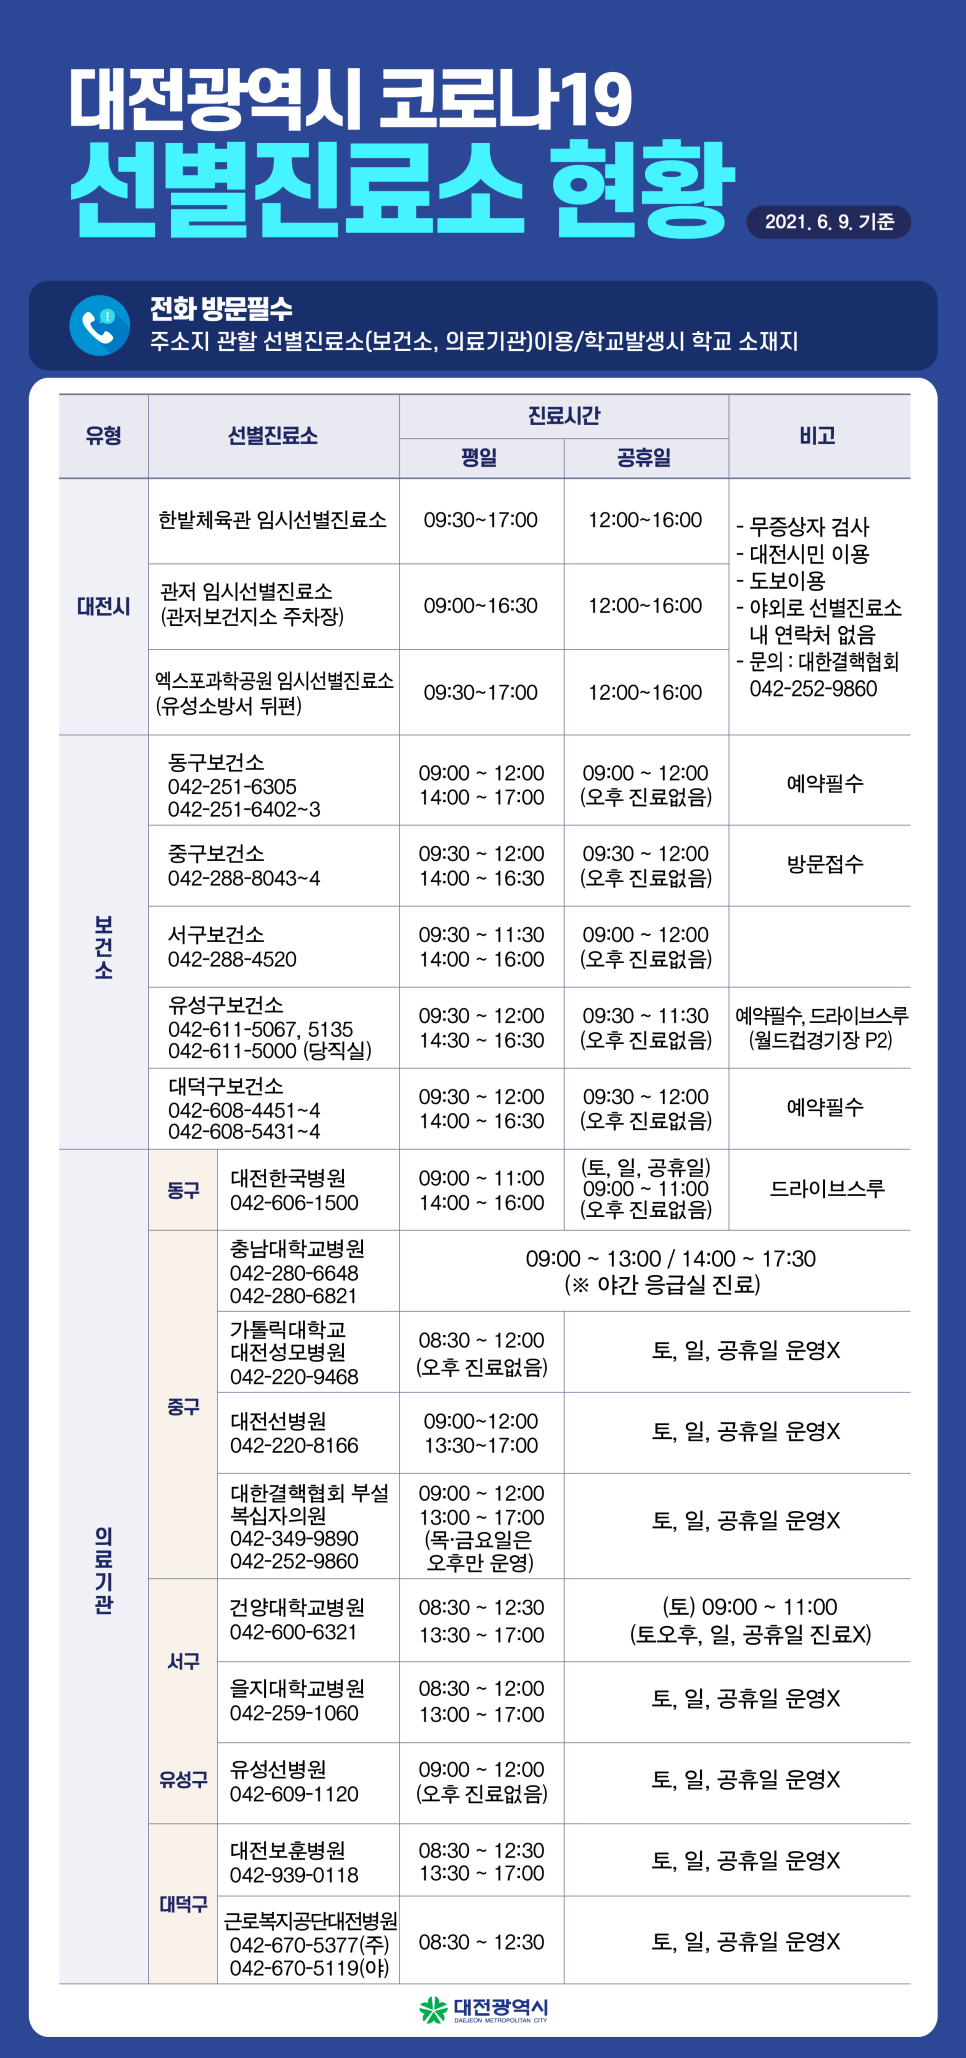 대전광역시 코로나19
선별진료소 현황
2021. 6. 9. 기준
전화 방문필수
주소지 관할 선별진료소(보건소, 의료기관)이용/학교발생시 학교 소재지
유형
선별진료소
진료시간
평일
공휴일
비고
대전시
한밭체육관 임시선별진료소
09:30~17:00
12:00~16:00
관저 임시선별진료소
(관저보건지소 주차장)
09:00~16:30
12:00~16:00
엑스포과학공원 임시선별진료소
(유성소방서 뒤편)
09:30~17:00
12:00~16:00
- 무증상자 검사
- 대전시민 이용
- 도보이용
- 야외로 선별진료소
내 연락처 없음
- 문의 : 대한결핵협회
042-252-9860
보건소
동구보건소
042-251-6305
042-251-6402~3
09:00 ~ 12:00
14:00 ~ 17:00
09:00 ~ 12:00
(오후 진료없음)
예약필수
중구보건소
042-288-8043~4
09:30 ~ 12:00
14:00 ~ 16:30
09:30 ~ 12:00
(오후 진료없음)
방문접수
서구보건소
042-288-4520
09:30 ~ 11:30
14:00 ~ 16:00
09:00 ~ 12:00
(오후 진료없음)
유성구보건소
042-611-5067, 5135
042-611-5000 (당직실)
09:30 ~ 12:00
14:30 ~ 16:30
09:30 ~ 11:30
(오후 진료없음)
예약필수, 드라이브스루
(월드컵경기장 P2)
대덕구보건소
042-608-4451~4
042-608-5431~4
09:30 ~ 12:00
14:00 ~ 16:30
09:30 ~ 12:00
(오후 진료없음)
예약필수
의료기관
동구
대전한국병원
042-606-1500
09:00 ~ 11:00
14:00 ~ 16:00
(토, 일, 공휴일)
09:00 ~ 11:00
(오후 진료없음)
드라이브스루
중구
충남대학교병원
042-280-6648
042-280-6821
09:00 ~ 13:00 / 14:00 ~ 17:30
(※ 야간 응급실 진료)
가톨릭대학교
대전성모병원
042-220-9468
08:30 ~ 12:00
(오후 진료없음)
토, 일, 공휴일 운영X
대전선병원
042-220-8166
09:00~12:00
13:30~17:00
토, 일, 공휴일 운영X
대한결핵협회 부설
복십자의원
042-349-9890
042-252-9860
09:00 ~ 12:00
13:00 ~ 17:00
(목·금요일은
오후만 운영)
토, 일, 공휴일 운영X
서구
건양대학교병원
042-600-6321
08:30 ~ 12:30
13:30 ~ 17:00
(토) 09:00 ~ 11:00
(토오후, 일, 공휴일 진료X)
을지대학교병원
042-259-1060
08:30 ~ 12:00
13:00 ~ 17:00
토, 일, 공휴일 운영X
유성구
유성선병원
042-609-1120
09:00 ~ 12:00
(오후 진료없음)
토, 일, 공휴일 운영X
대덕구
대전보훈병원
042-939-0118
08:30 ~ 12:30
13:30 ~ 17:00
토, 일, 공휴일 운영X
근로복지공단대전병원
042-670-5377(주)
042-670-5119(야)
08:30 ~ 12:30
토, 일, 공휴일 운영X
대전광역시
DAEJEON METROPOLITAN CITY